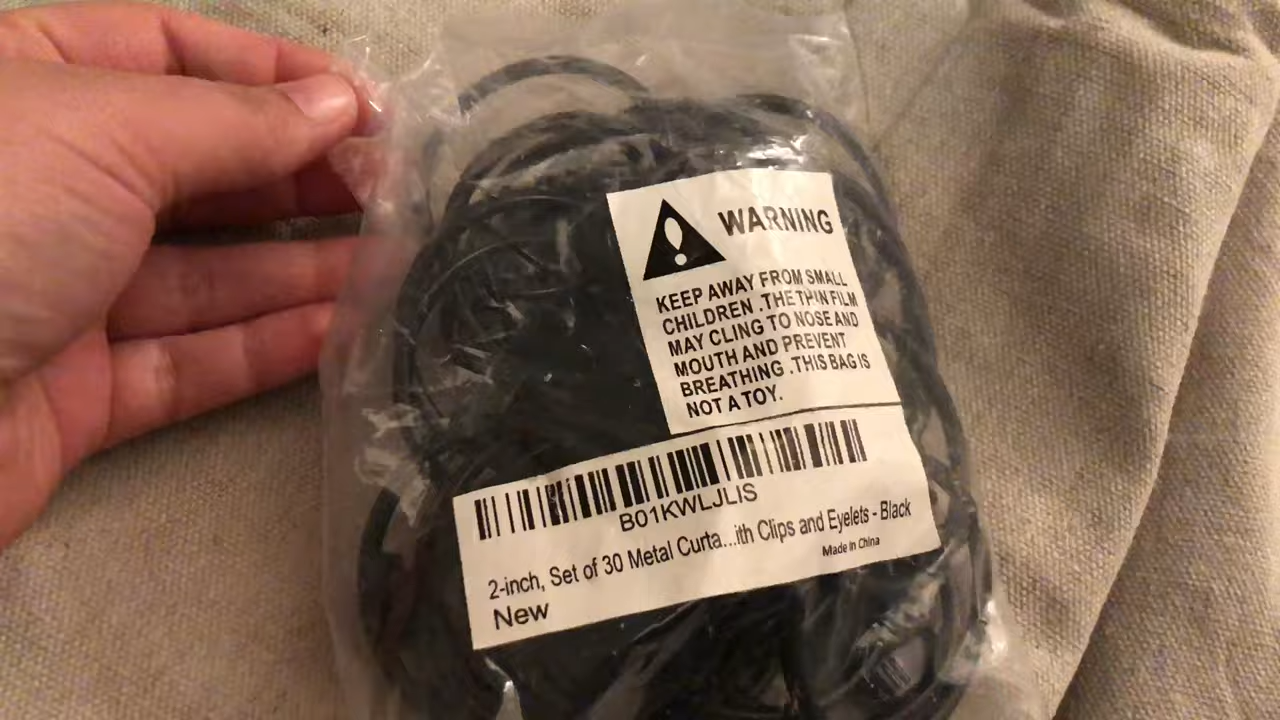 WARNING
KEEP AWAY FROM SMALL
CHILDREN .THE THIN FILM
MAY CLING TO NOSE AND
MOUTH AND PREVENT
BREATHING .THIS BAG IS
NOT A TOY.
B01KWLJLIS
2-inch, Set of 30 Metal Curta...ith Clips and Eyelets - Black
Made in China
New